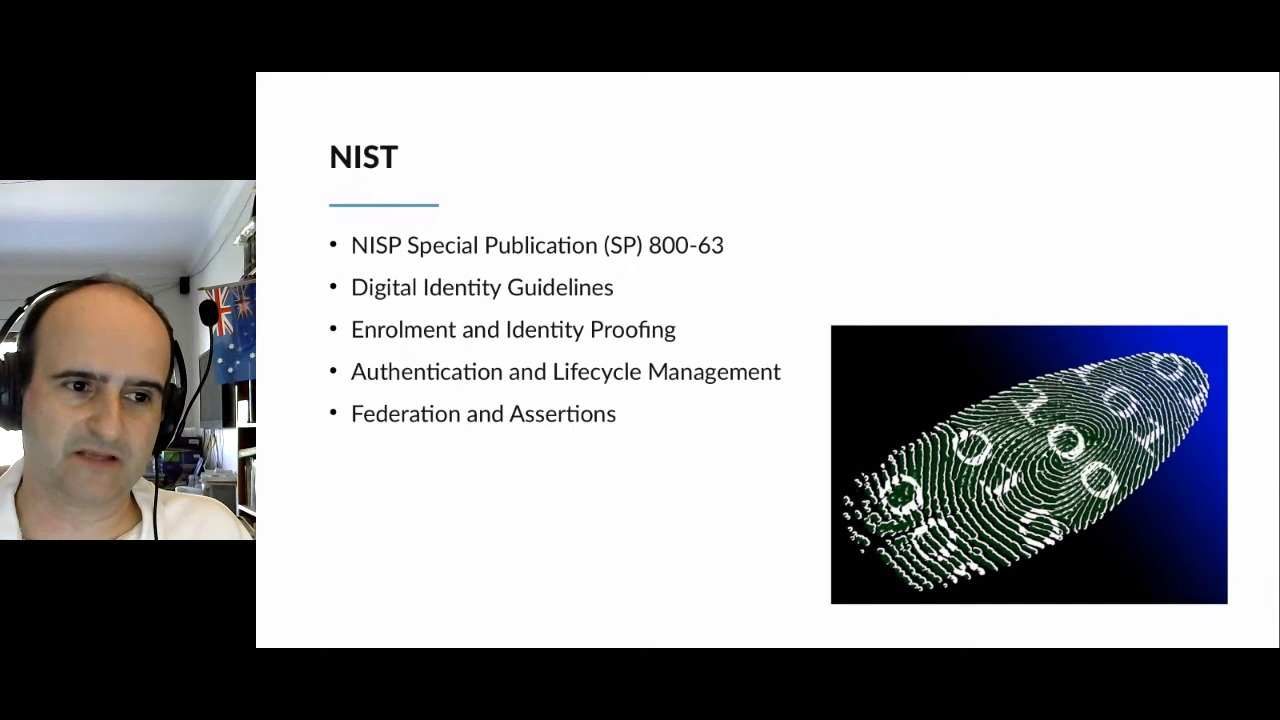 NIST
• NISP Special Publication (SP) 800-63
• Digital Identity Guidelines
• Enrolment and Identity Proofing
• Authentication and Lifecycle Management
• Federation and Assertions